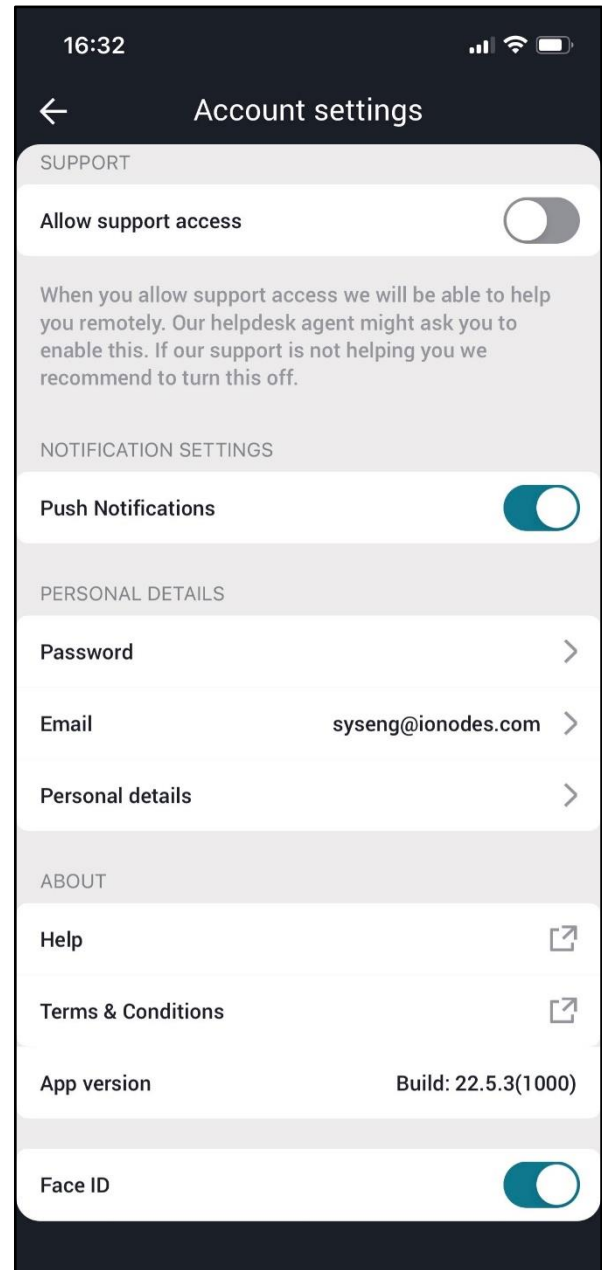 16:32
Account settings
SUPPORT
Allow support access
When you allow support access we will be able to help
you remotely. Our helpdesk agent might ask you to
enable this. If our support is not helping you we
recommend to turn this off.
NOTIFICATION SETTINGS
Push Notifications
PERSONAL DETAILS
Password
Email syseng@ionodes.com
Personal details
ABOUT
Help
Terms & Conditions
App version Build: 22.5.3(1000)
Face ID